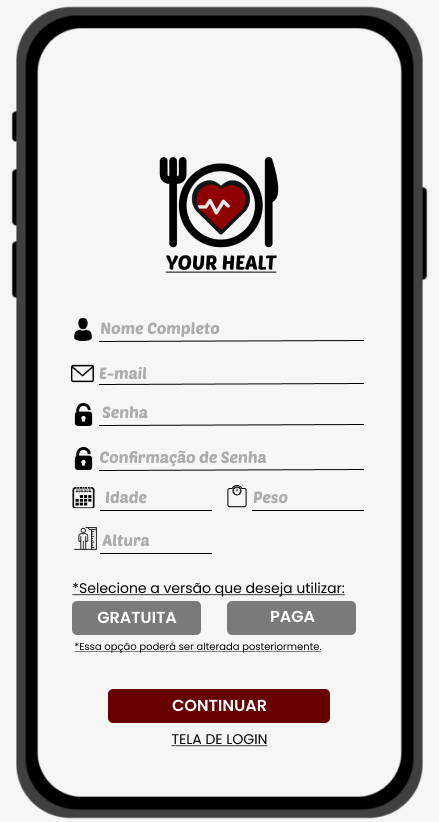 YOUR HEALT
Nome Completo
E-mail
Senha
Confirmação de Senha
Idade Peso
Altura
*Selecione a versão que deseja utilizar:
GRATUITA PAGA
*Essa opção poderá ser alterada posteriormente.
CONTINUAR
TELA DE LOGIN